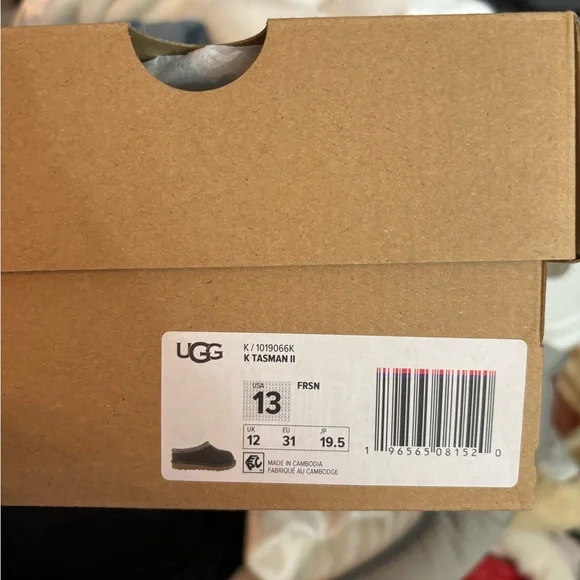 UGG
K / 1019066K
K TASMAN II
USA
13
FRSN
UK EU JP
12 31 19.5
MADE IN CAMBODIA
FABRIQUÉ AU CAMBODGE
1 96565 08152 0